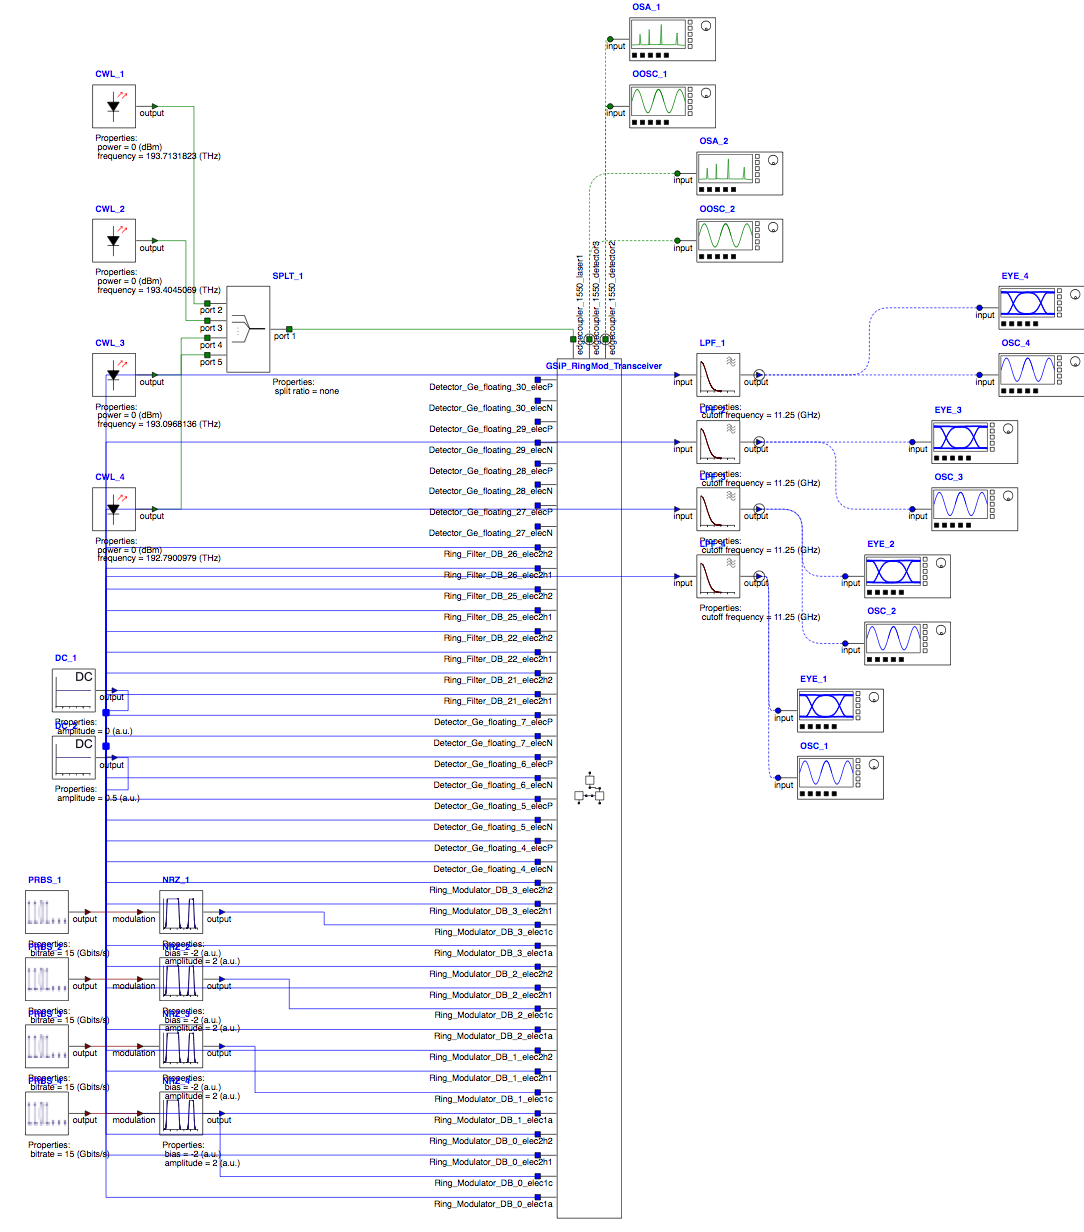 OSA_1
input
OOSC_1
input
CWL_1
output
Properties:
power = 0 (dBm)
frequency = 193.7131823 (THz)
OSA_2
input
OOSC_2
input
CWL_2
output
Properties:
power = 0 (dBm)
frequency = 193.4045069 (THz)
SPLT_1
port 2
port 3
port 4
port 5
port 1
Properties:
split ratio = none
edgecoupler_1550_laser1
edgecoupler_1550_detector3
edgecoupler_1550_detector2
EYE_4
input
OSC_4
input
CWL_3
output
Properties:
power = 0 (dBm)
frequency = 193.0968136 (THz)
GSIP_RingMod_Transceiver
LPF_1
input
output
Properties:
cutoff frequency = 11.25 (GHz)
EYE_3
input
OSC_3
input
LPF_2
input
output
Properties:
cutoff frequency = 11.25 (GHz)
CWL_4
output
Properties:
power = 0 (dBm)
frequency = 192.7900979 (THz)
LPF_3
input
output
Properties:
cutoff frequency = 11.25 (GHz)
EYE_2
input
OSC_2
input
LPF_4
input
output
Properties:
cutoff frequency = 11.25 (GHz)
EYE_1
input
OSC_1
input
Detector_Ge_floating_30_elecP
Detector_Ge_floating_30_elecN
Detector_Ge_floating_29_elecP
Detector_Ge_floating_29_elecN
Detector_Ge_floating_28_elecP
Detector_Ge_floating_28_elecN
Detector_Ge_floating_27_elecP
Detector_Ge_floating_27_elecN
Ring_Filter_DB_26_elec2h2
Ring_Filter_DB_26_elec2h1
Ring_Filter_DB_25_elec2h2
Ring_Filter_DB_25_elec2h1
Ring_Filter_DB_22_elec2h2
Ring_Filter_DB_22_elec2h1
Ring_Filter_DB_21_elec2h2
Ring_Filter_DB_21_elec2h1
Detector_Ge_floating_7_elecP
Detector_Ge_floating_7_elecN
Detector_Ge_floating_6_elecP
Detector_Ge_floating_6_elecN
Detector_Ge_floating_5_elecP
Detector_Ge_floating_5_elecN
Detector_Ge_floating_4_elecP
Detector_Ge_floating_4_elecN
Ring_Modulator_DB_3_elec2h2
Ring_Modulator_DB_3_elec2h1
Ring_Modulator_DB_3_elec1c
Ring_Modulator_DB_3_elec1a
Ring_Modulator_DB_2_elec2h2
Ring_Modulator_DB_2_elec2h1
Ring_Modulator_DB_2_elec1c
Ring_Modulator_DB_2_elec1a
Ring_Modulator_DB_1_elec2h2
Ring_Modulator_DB_1_elec2h1
Ring_Modulator_DB_1_elec1c
Ring_Modulator_DB_1_elec1a
Ring_Modulator_DB_0_elec2h2
Ring_Modulator_DB_0_elec2h1
Ring_Modulator_DB_0_elec1c
Ring_Modulator_DB_0_elec1a
DC_1
DC
output
Properties:
amplitude = 0 (a.u.)
DC_2
DC
output
Properties:
amplitude = 0.5 (a.u.)
PRBS_1
output
Properties:
bitrate = 15 (Gbits/s)
NRZ_1
modulation
output
Properties:
bias = -2 (a.u.)
amplitude = 2 (a.u.)
PRBS_2
output
Properties:
bitrate = 15 (Gbits/s)
NRZ_2
modulation
output
Properties:
bias = -2 (a.u.)
amplitude = 2 (a.u.)
PRBS_3
output
Properties:
bitrate = 15 (Gbits/s)
NRZ_3
modulation
output
Properties:
bias = -2 (a.u.)
amplitude = 2 (a.u.)
PRBS_4
output
Properties:
bitrate = 15 (Gbits/s)
NRZ_4
modulation
output
Properties:
bias = -2 (a.u.)
amplitude = 2 (a.u.)